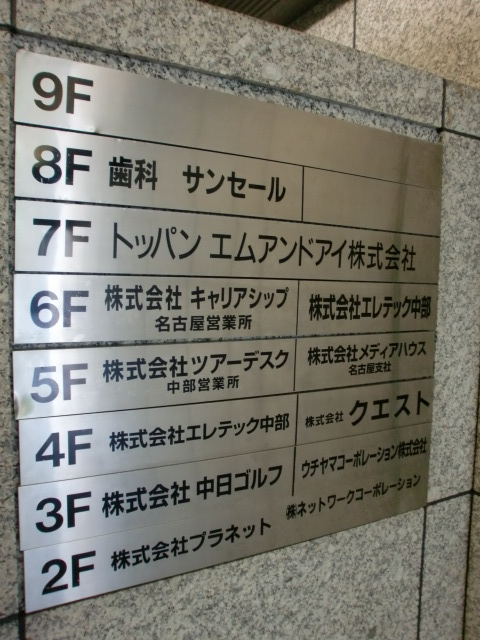 9F
8F 歯科 サンセール
7F トッパン エムアンドアイ株式会社
6F 株式会社 キャリアシップ 名古屋営業所 株式会社エレテック中部
5F 株式会社ツアーデスク 中部営業所 株式会社メディアハウス 名古屋支社
4F 株式会社エレテック中部 株式会社 クエスト
3F 株式会社 中日ゴルフ ウチヤマコーポレーション株式会社
2F 株式会社プラネット ㈱ネットワークコーポレーション